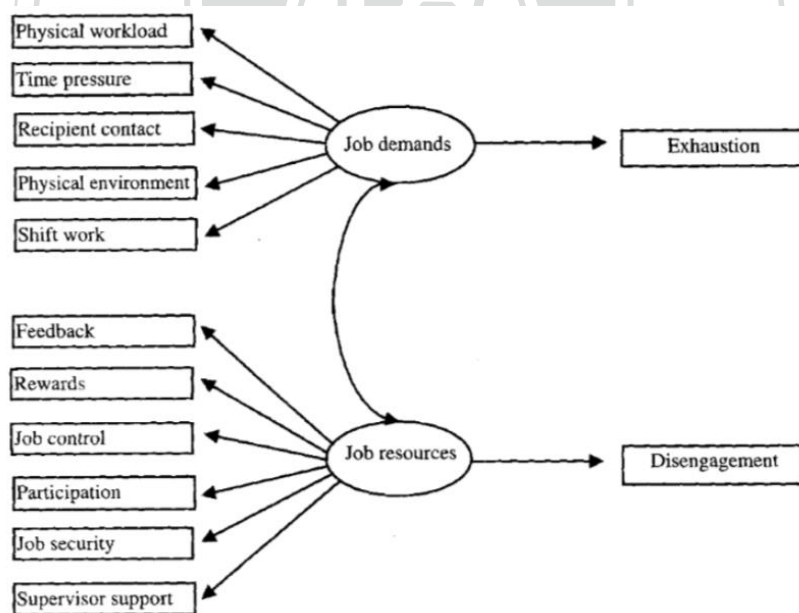 Physical workload
Time pressure
Recipient contact
Physical environment
Shift work
Job demands
Exhaustion
Feedback
Rewards
Job control
Participation
Job security
Supervisor support
Job resources
Disengagement